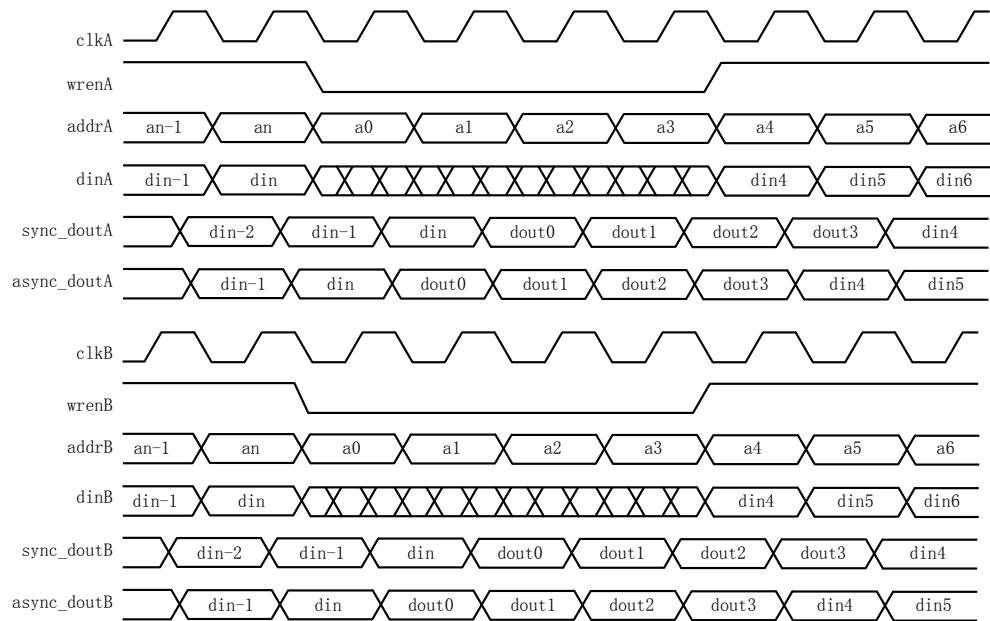 clkA
wrenA
addrA an-1 an a0 a1 a2 a3 a4 a5 a6
dinA din-1 din din4 din5 din6
sync_doutA din-2 din-1 din dout0 dout1 dout2 dout3 din4
async_doutA din-1 din dout0 dout1 dout2 dout3 din4 din5
clkB
wrenB
addrB an-1 an a0 a1 a2 a3 a4 a5 a6
dinB din-1 din din4 din5 din6
sync_doutB din-2 din-1 din dout0 dout1 dout2 dout3 din4
async_doutB din-1 din dout0 dout1 dout2 dout3 din4 din5